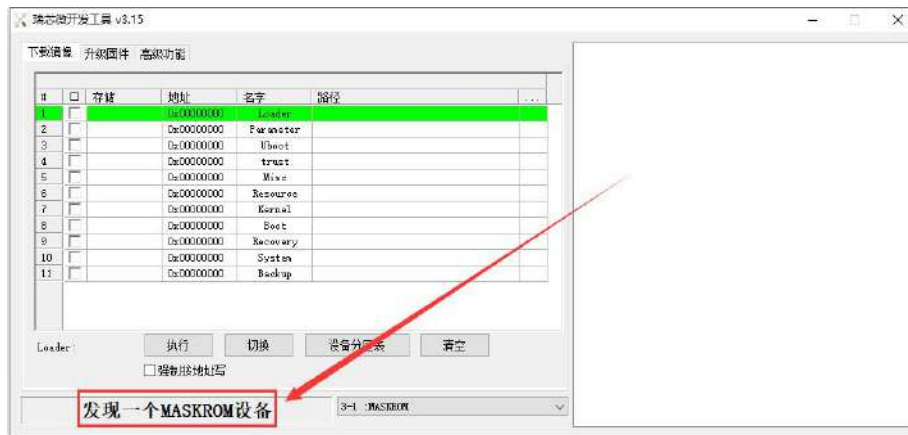 瑞芯微开发工具 v3.15
下载镜像 升级固件 高级功能
# 存储 地址 名字 路径 ...
1 0x00000000 Loader
2 0x00000000 Parameter
3 0x00000000 Uboot
4 0x00000000 trust
5 0x00000000 Misc
6 0x00000000 Resource
7 0x00000000 Kernel
8 0x00000000 Boot
9 0x00000000 Recovery
10 0x00000000 System
11 0x00000000 Backup
Loader: 执行 切换 设备分区表 清空
强制按地址写
发现一个MASKROM设备 3-1 :MASKROM